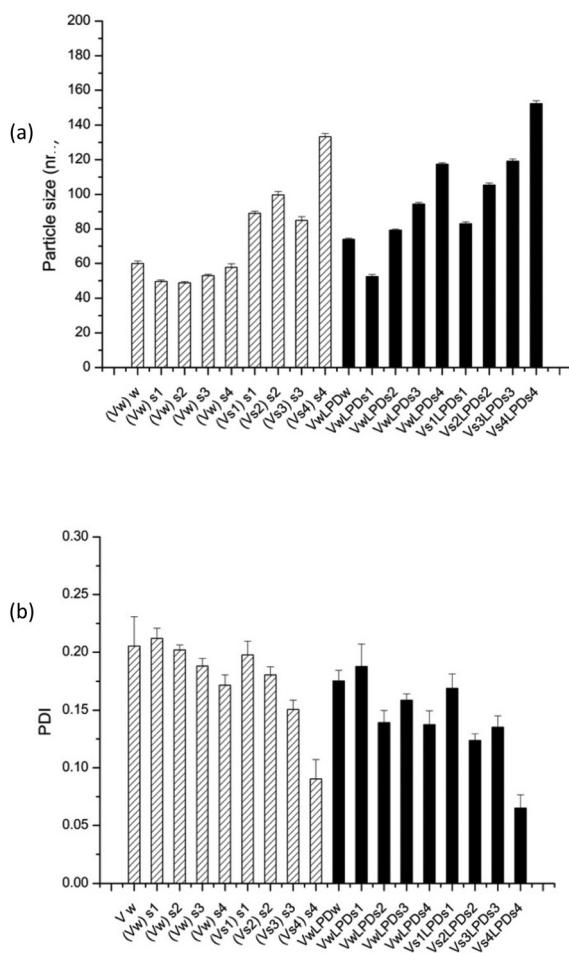 (a)
Particle size (nr..,
200
180
160
140
120
100
80
60
40
20
0
(Vw) w
(Vw) s1
(Vw) s2
(Vw) s3
(Vw) s4
(Vs1) s1
(Vs2) s2
(Vs3) s3
(Vs4) s4
VwLPDw
VwLPDs1
VwLPDs2
VwLPDs3
VwLPDs4
Vs1LPDs1
Vs2LPDs2
Vs3LPDs3
Vs4LPDs4
(b)
PDI
0.30
0.25
0.20
0.15
0.10
0.05
0.00
V w
(Vw) s1
(Vw) s2
(Vw) s3
(Vw) s4
(Vs1) s1
(Vs2) s2
(Vs3) s3
(Vs4) s4
VwLPDw
VwLPDs1
VwLPDs2
VwLPDs3
VwLPDs4
Vs1LPDs1
Vs2LPDs2
Vs3LPDs3
Vs4LPDs4